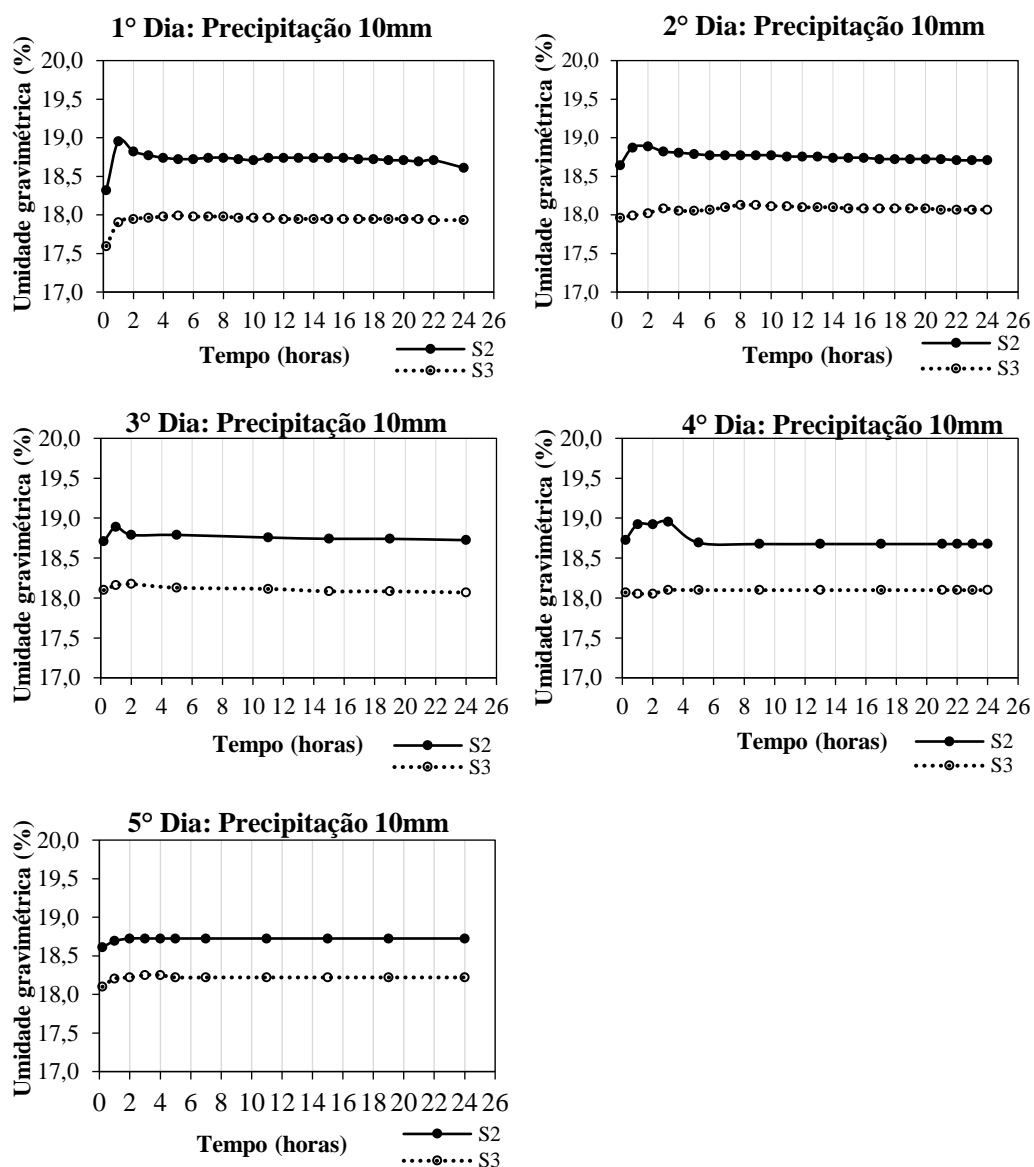 1° Dia: Precipitação 10mm
Umidade gravimétrica (%)
20,0
19,5
19,0
18,5
18,0
17,5
17,0
0 2 4 6 8 10 12 14 16 18 20 22 24 26
Tempo (horas)
S2
S3
2° Dia: Precipitação 10mm
Umidade gravimétrica (%)
20,0
19,5
19,0
18,5
18,0
17,5
17,0
0 2 4 6 8 10 12 14 16 18 20 22 24 26
Tempo (horas)
S2
S3
3° Dia: Precipitação 10mm
Umidade gravimétrica (%)
20,0
19,5
19,0
18,5
18,0
17,5
17,0
0 2 4 6 8 10 12 14 16 18 20 22 24 26
Tempo (horas)
S2
S3
4° Dia: Precipitação 10mm
Umidade gravimétrica (%)
20,0
19,5
19,0
18,5
18,0
17,5
17,0
0 2 4 6 8 10 12 14 16 18 20 22 24 26
Tempo (horas)
S2
S3
5° Dia: Precipitação 10mm
Umidade gravimétrica (%)
20,0
19,5
19,0
18,5
18,0
17,5
17,0
0 2 4 6 8 10 12 14 16 18 20 22 24 26
Tempo (horas)
S2
S3